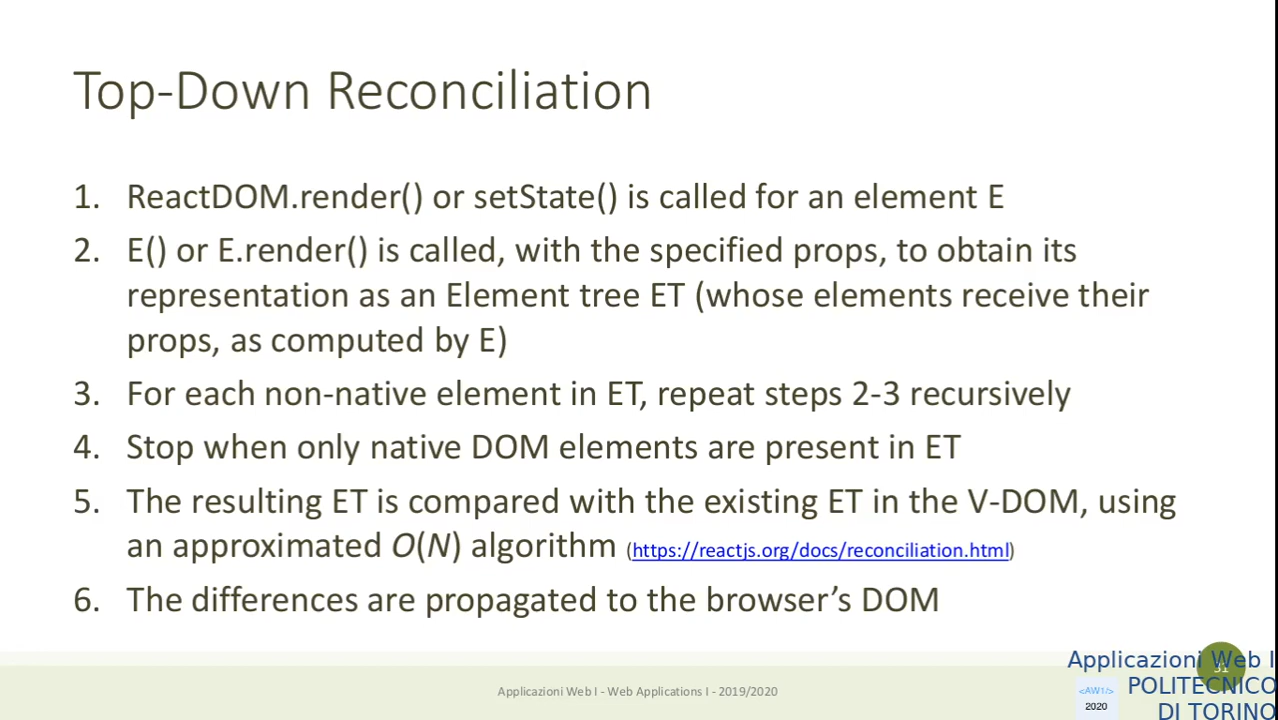 Top-Down Reconciliation
1. ReactDOM.render() or setState() is called for an element E
2. E() or E.render() is called, with the specified props, to obtain its
representation as an Element tree ET (whose elements receive their
props, as computed by E)
3. For each non-native element in ET, repeat steps 2-3 recursively
4. Stop when only native DOM elements are present in ET
5. The resulting ET is compared with the existing ET in the V-DOM, using
an approximated O(N) algorithm (https://reactjs.org/docs/reconciliation.html)
6. The differences are propagated to the browser’s DOM
Applicazioni Web I - Web Applications I - 2019/2020
31
Applicazioni Web I
POLITECNICO
DI TORINO
<AW1/>
2020